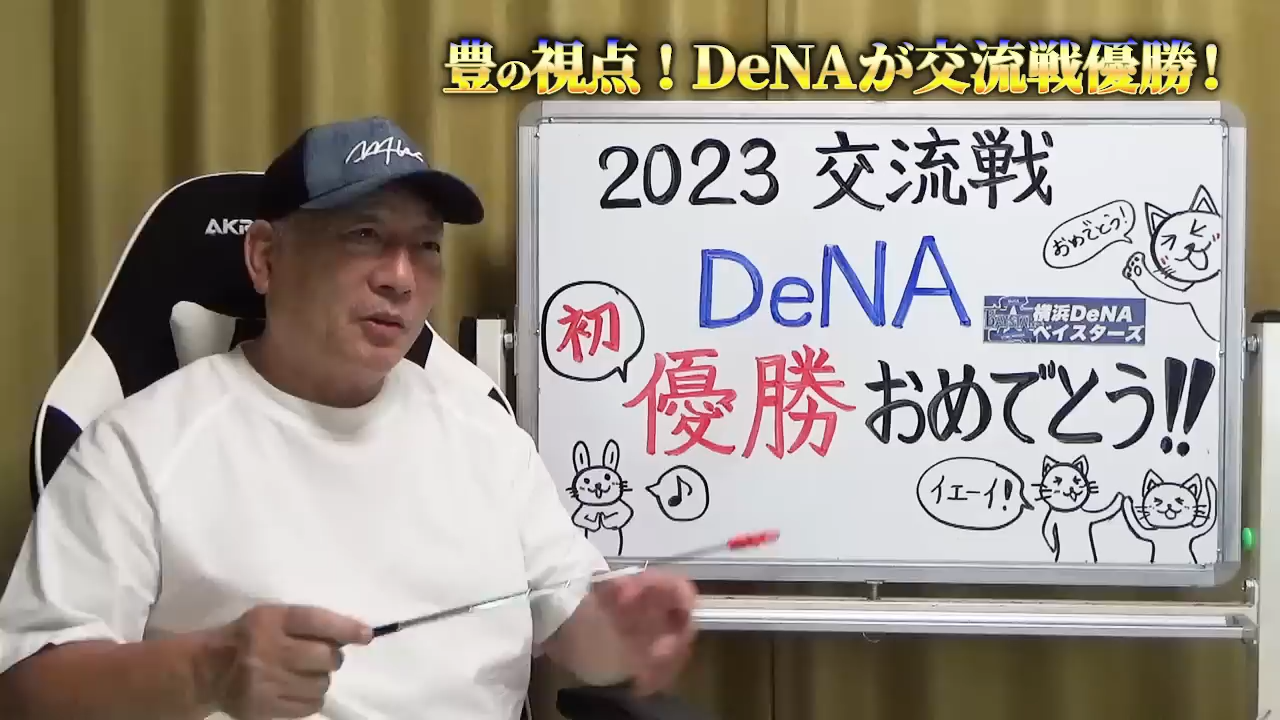 豊の視点！DeNAが交流戦優勝！
2023 交流戦
おめでとう！
DeNA
横浜DeNA
ベイスターズ
初
優勝おめでとう!!
イエーイ！